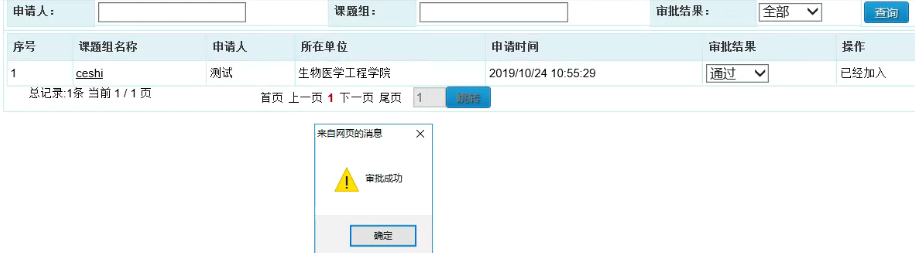 申请人： 课题组： 审批结果： 全部 查询
序号 课题组名称 申请人 所在单位 申请时间 审批结果 操作
1 ceshi 测试 生物医学工程学院 2019/10/24 10:55:29 通过 已经加入
总记录:1条 当前 1 / 1 页 首页 上一页 1 下一页 尾页 1 跳转
来自网页的消息
审批成功
确定